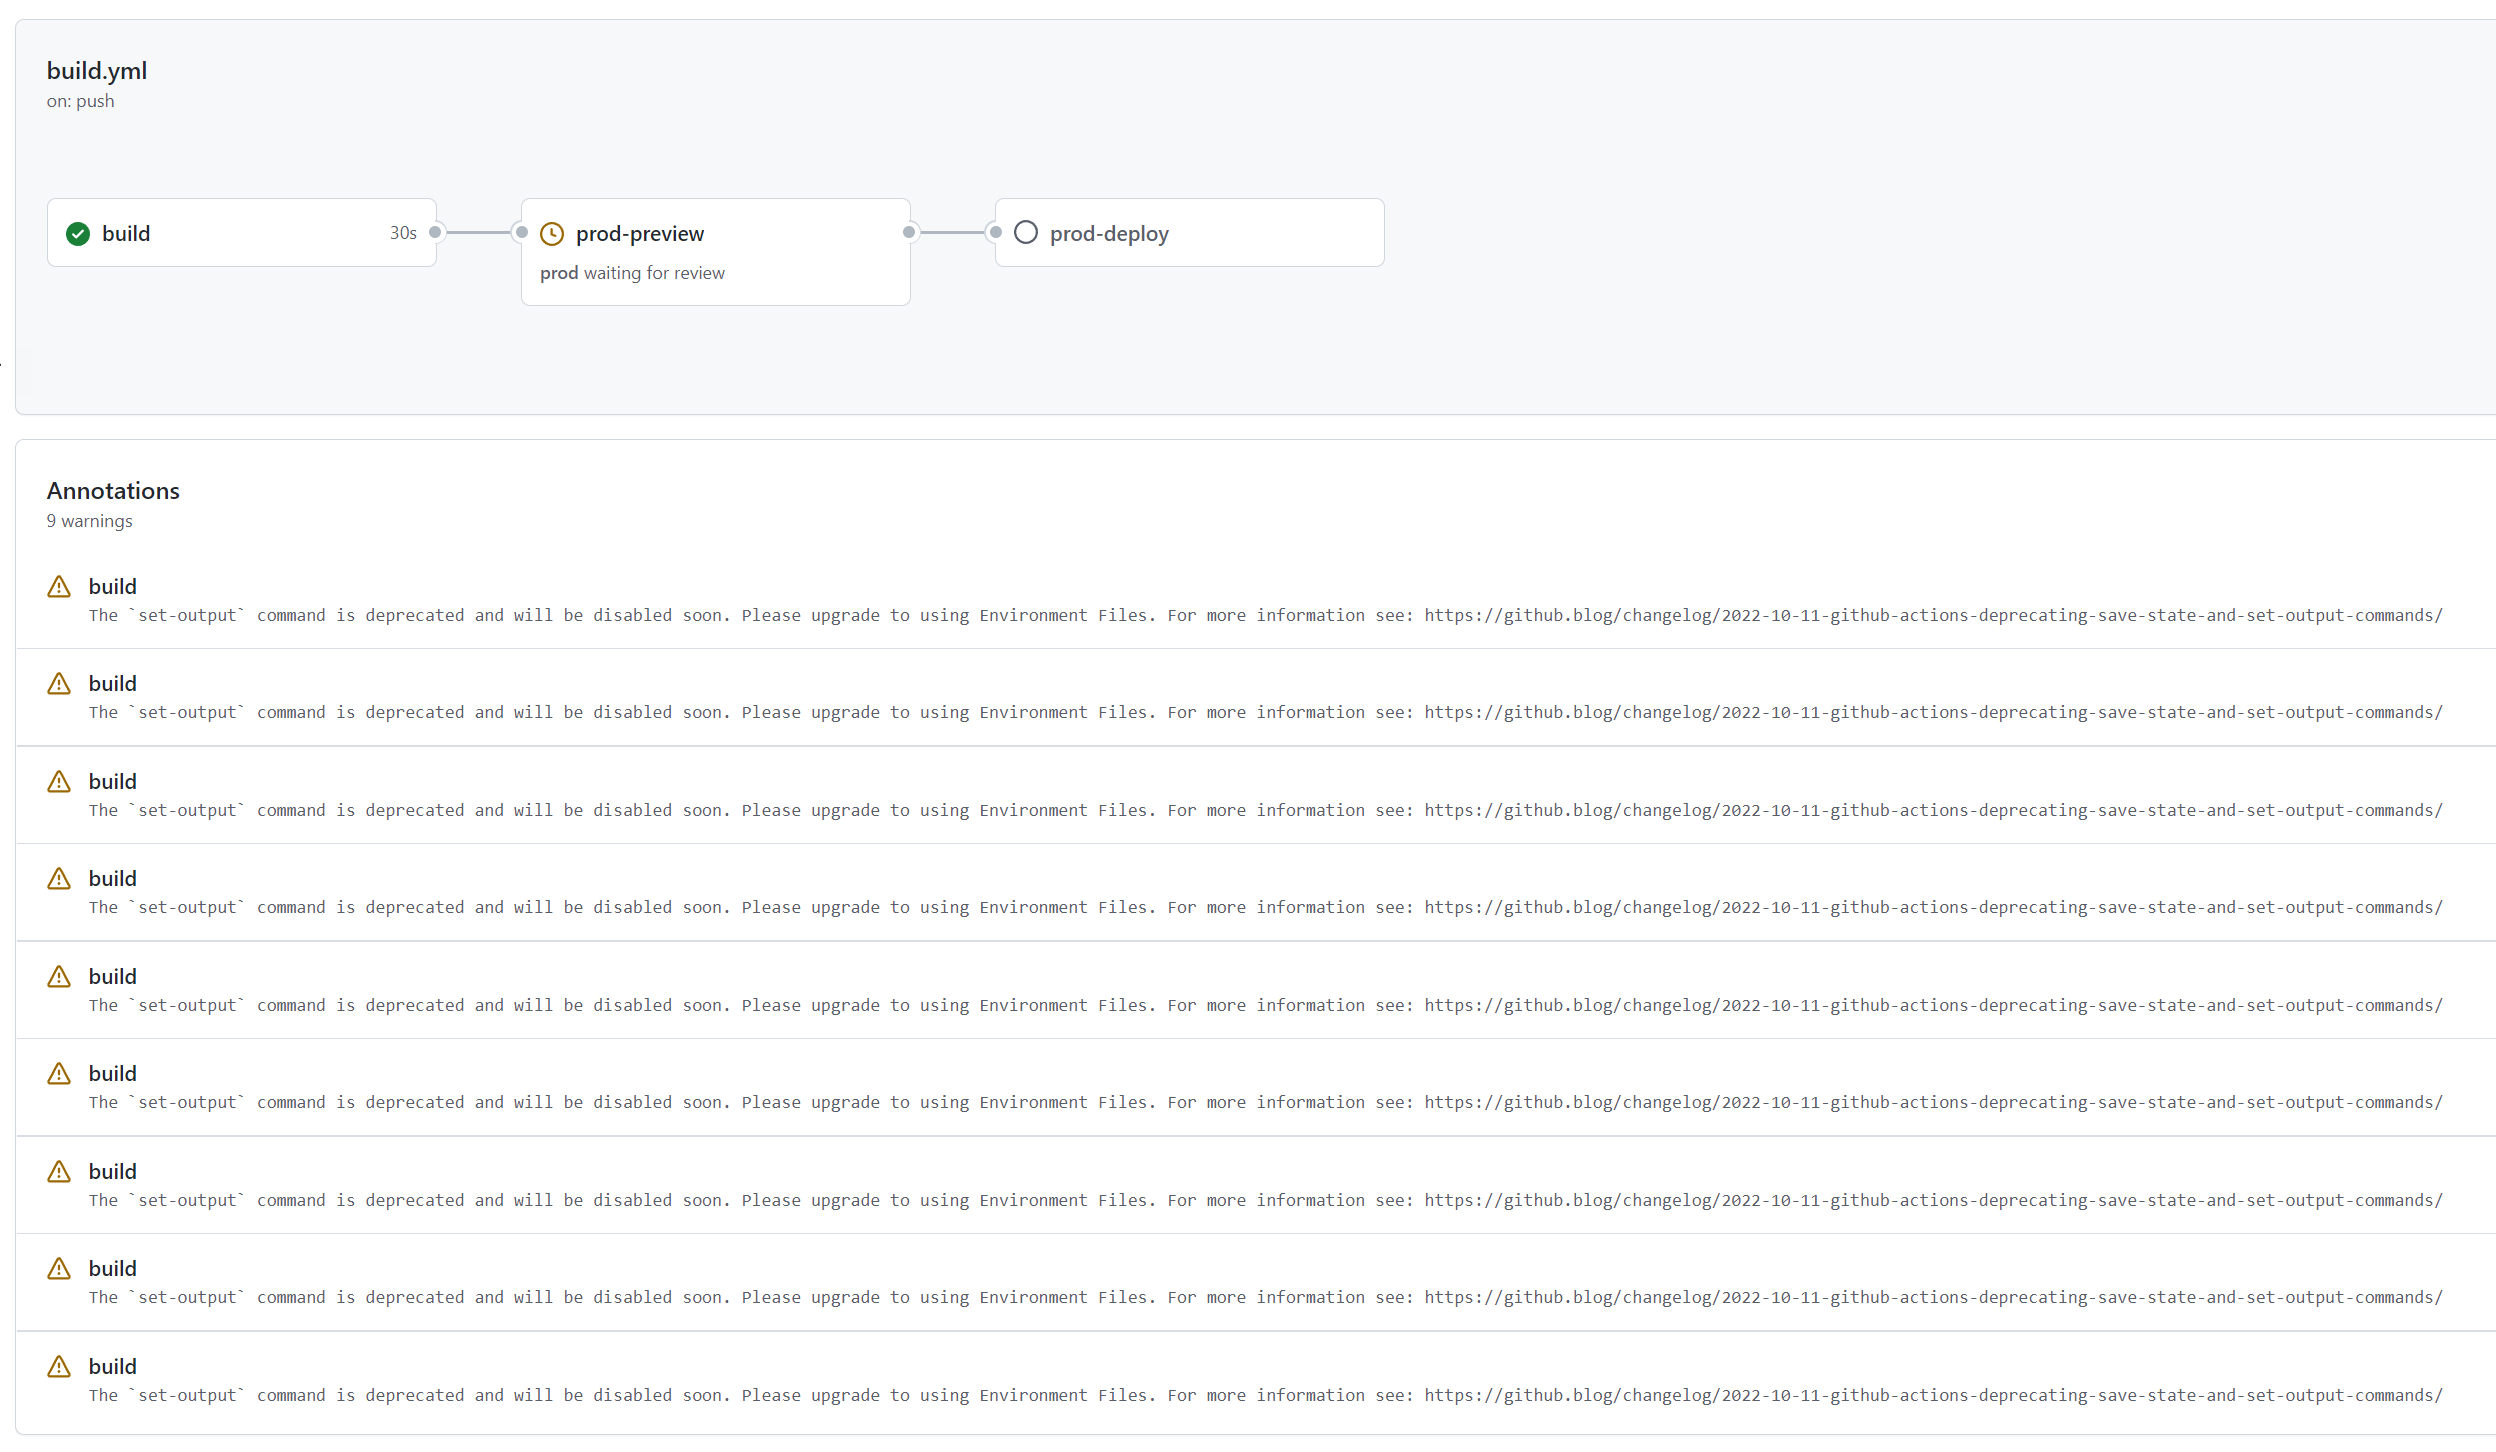 build.yml
on: push
build 30s
prod-preview
prod waiting for review
prod-deploy
Annotations
9 warnings
build
The `set-output` command is deprecated and will be disabled soon. Please upgrade to using Environment Files. For more information see: https://github.blog/changelog/2022-10-11-github-actions-deprecating-save-state-and-set-output-commands/
build
The `set-output` command is deprecated and will be disabled soon. Please upgrade to using Environment Files. For more information see: https://github.blog/changelog/2022-10-11-github-actions-deprecating-save-state-and-set-output-commands/
build
The `set-output` command is deprecated and will be disabled soon. Please upgrade to using Environment Files. For more information see: https://github.blog/changelog/2022-10-11-github-actions-deprecating-save-state-and-set-output-commands/
build
The `set-output` command is deprecated and will be disabled soon. Please upgrade to using Environment Files. For more information see: https://github.blog/changelog/2022-10-11-github-actions-deprecating-save-state-and-set-output-commands/
build
The `set-output` command is deprecated and will be disabled soon. Please upgrade to using Environment Files. For more information see: https://github.blog/changelog/2022-10-11-github-actions-deprecating-save-state-and-set-output-commands/
build
The `set-output` command is deprecated and will be disabled soon. Please upgrade to using Environment Files. For more information see: https://github.blog/changelog/2022-10-11-github-actions-deprecating-save-state-and-set-output-commands/
build
The `set-output` command is deprecated and will be disabled soon. Please upgrade to using Environment Files. For more information see: https://github.blog/changelog/2022-10-11-github-actions-deprecating-save-state-and-set-output-commands/
build
The `set-output` command is deprecated and will be disabled soon. Please upgrade to using Environment Files. For more information see: https://github.blog/changelog/2022-10-11-github-actions-deprecating-save-state-and-set-output-commands/
build
The `set-output` command is deprecated and will be disabled soon. Please upgrade to using Environment Files. For more information see: https://github.blog/changelog/2022-10-11-github-actions-deprecating-save-state-and-set-output-commands/